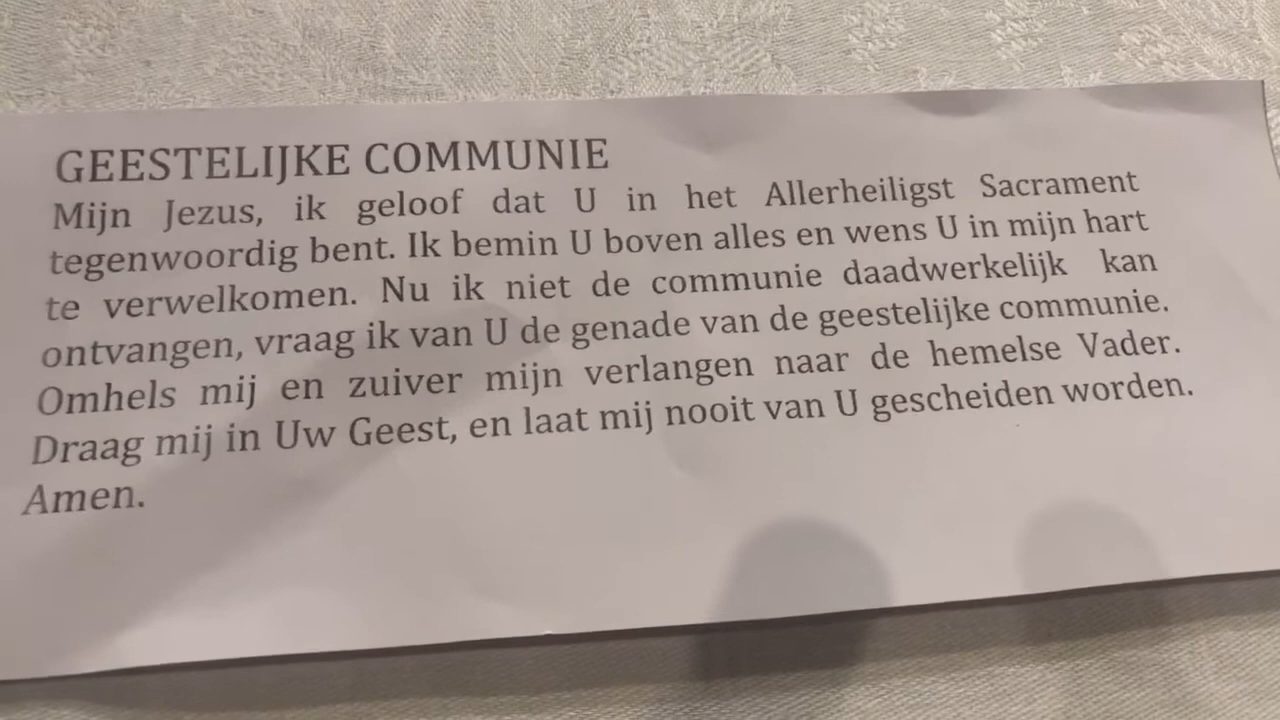 GEESTELIJKE COMMUNIE
Mijn Jezus, ik geloof dat U in het Allerheiligst Sacrament
tegenwoordig bent. Ik bemin U boven alles en wens U in mijn hart
te verwelkomen. Nu ik niet de communie daadwerkelijk kan
ontvangen, vraag ik van U de genade van de geestelijke communie.
Omhels mij en zuiver mijn verlangen naar de hemelse Vader.
Draag mij in Uw Geest, en laat mij nooit van U gescheiden worden.
Amen.